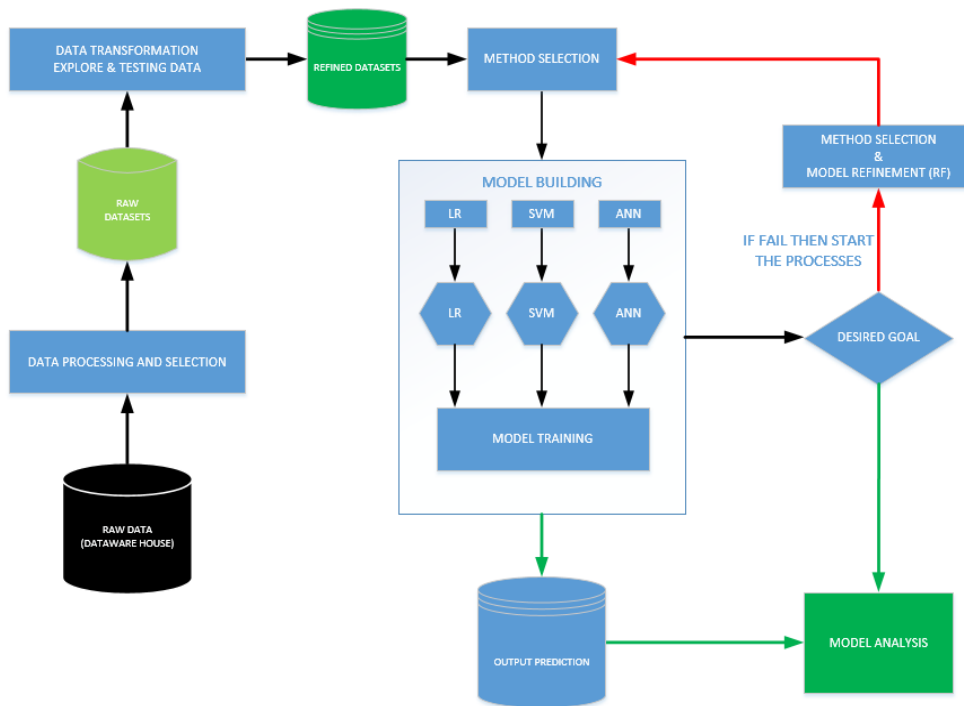 DATA TRANSFORMATION
EXPLORE & TESTING DATA
REFINED DATASETS
METHOD SELECTION
METHOD SELECTION
&
MODEL REFINEMENT (RF)
RAW
DATASETS
MODEL BUILDING
LR
SVM
ANN
IF FAIL THEN START
THE PROCESSES
LR
SVM
ANN
DESIRED GOAL
DATA PROCESSING AND SELECTION
MODEL TRAINING
RAW DATA
(DATAWARE HOUSE)
OUTPUT PREDICTION
MODEL ANALYSIS